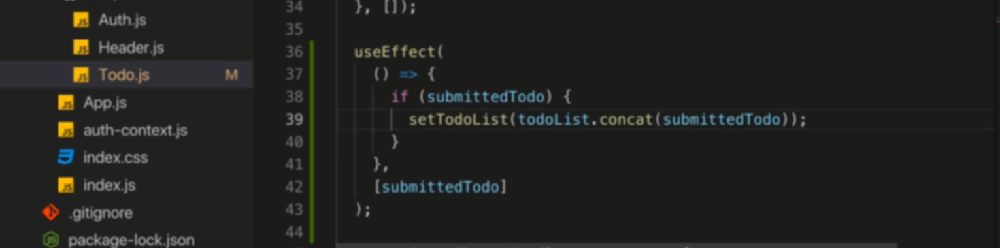 Auth.js
Header.js
Todo.js M
App.js
auth-context.js
index.css
index.js
.gitignore
package-lock.json
34 }, []);
35
36 useEffect(
37 () => {
38 if (submittedTodo) {
39 setTodoList(todoList.concat(submittedTodo));
40 }
41 },
42 [submittedTodo]
43 );
44